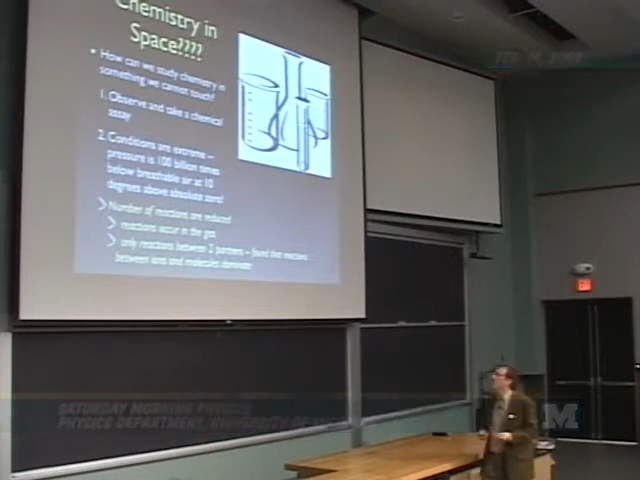 Chemistry in
Space????
• How can we study chemistry in
something we cannot touch?
1. Observe and take a chemical
assay
2. Conditions are extreme –
pressure is 100 billion times
below breathable air at 10
degrees above absolute zero!
Number of reactions are reduced
reactions occur in the gas
only reactions between 2 partners – found that reactions
between ions and molecules dominate
EXIT
SATURDAY MORNING PHYSICS
PHYSICS DEPARTMENT, UNIVERSITY OF
M